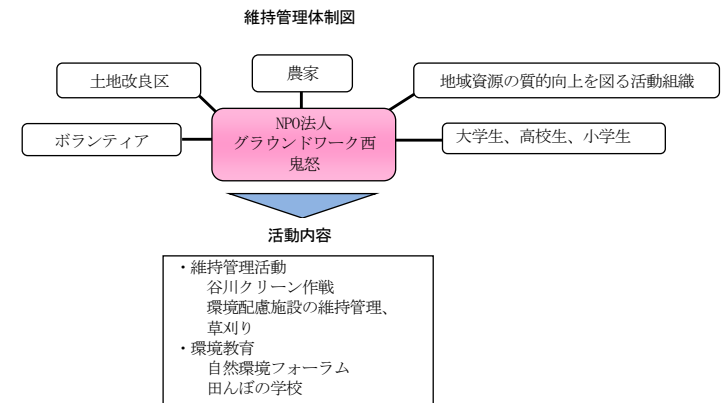 維持管理体制図
土地改良区
農家
地域資源の質的向上を図る活動組織
ボランティア
NPO法人
グラウンドワーク西
鬼怒
大学生、高校生、小学生
活動内容
・維持管理活動
谷川クリーン作戦
環境配慮施設の維持管理、
草刈り
・環境教育
自然環境フォーラム
田んぼの学校